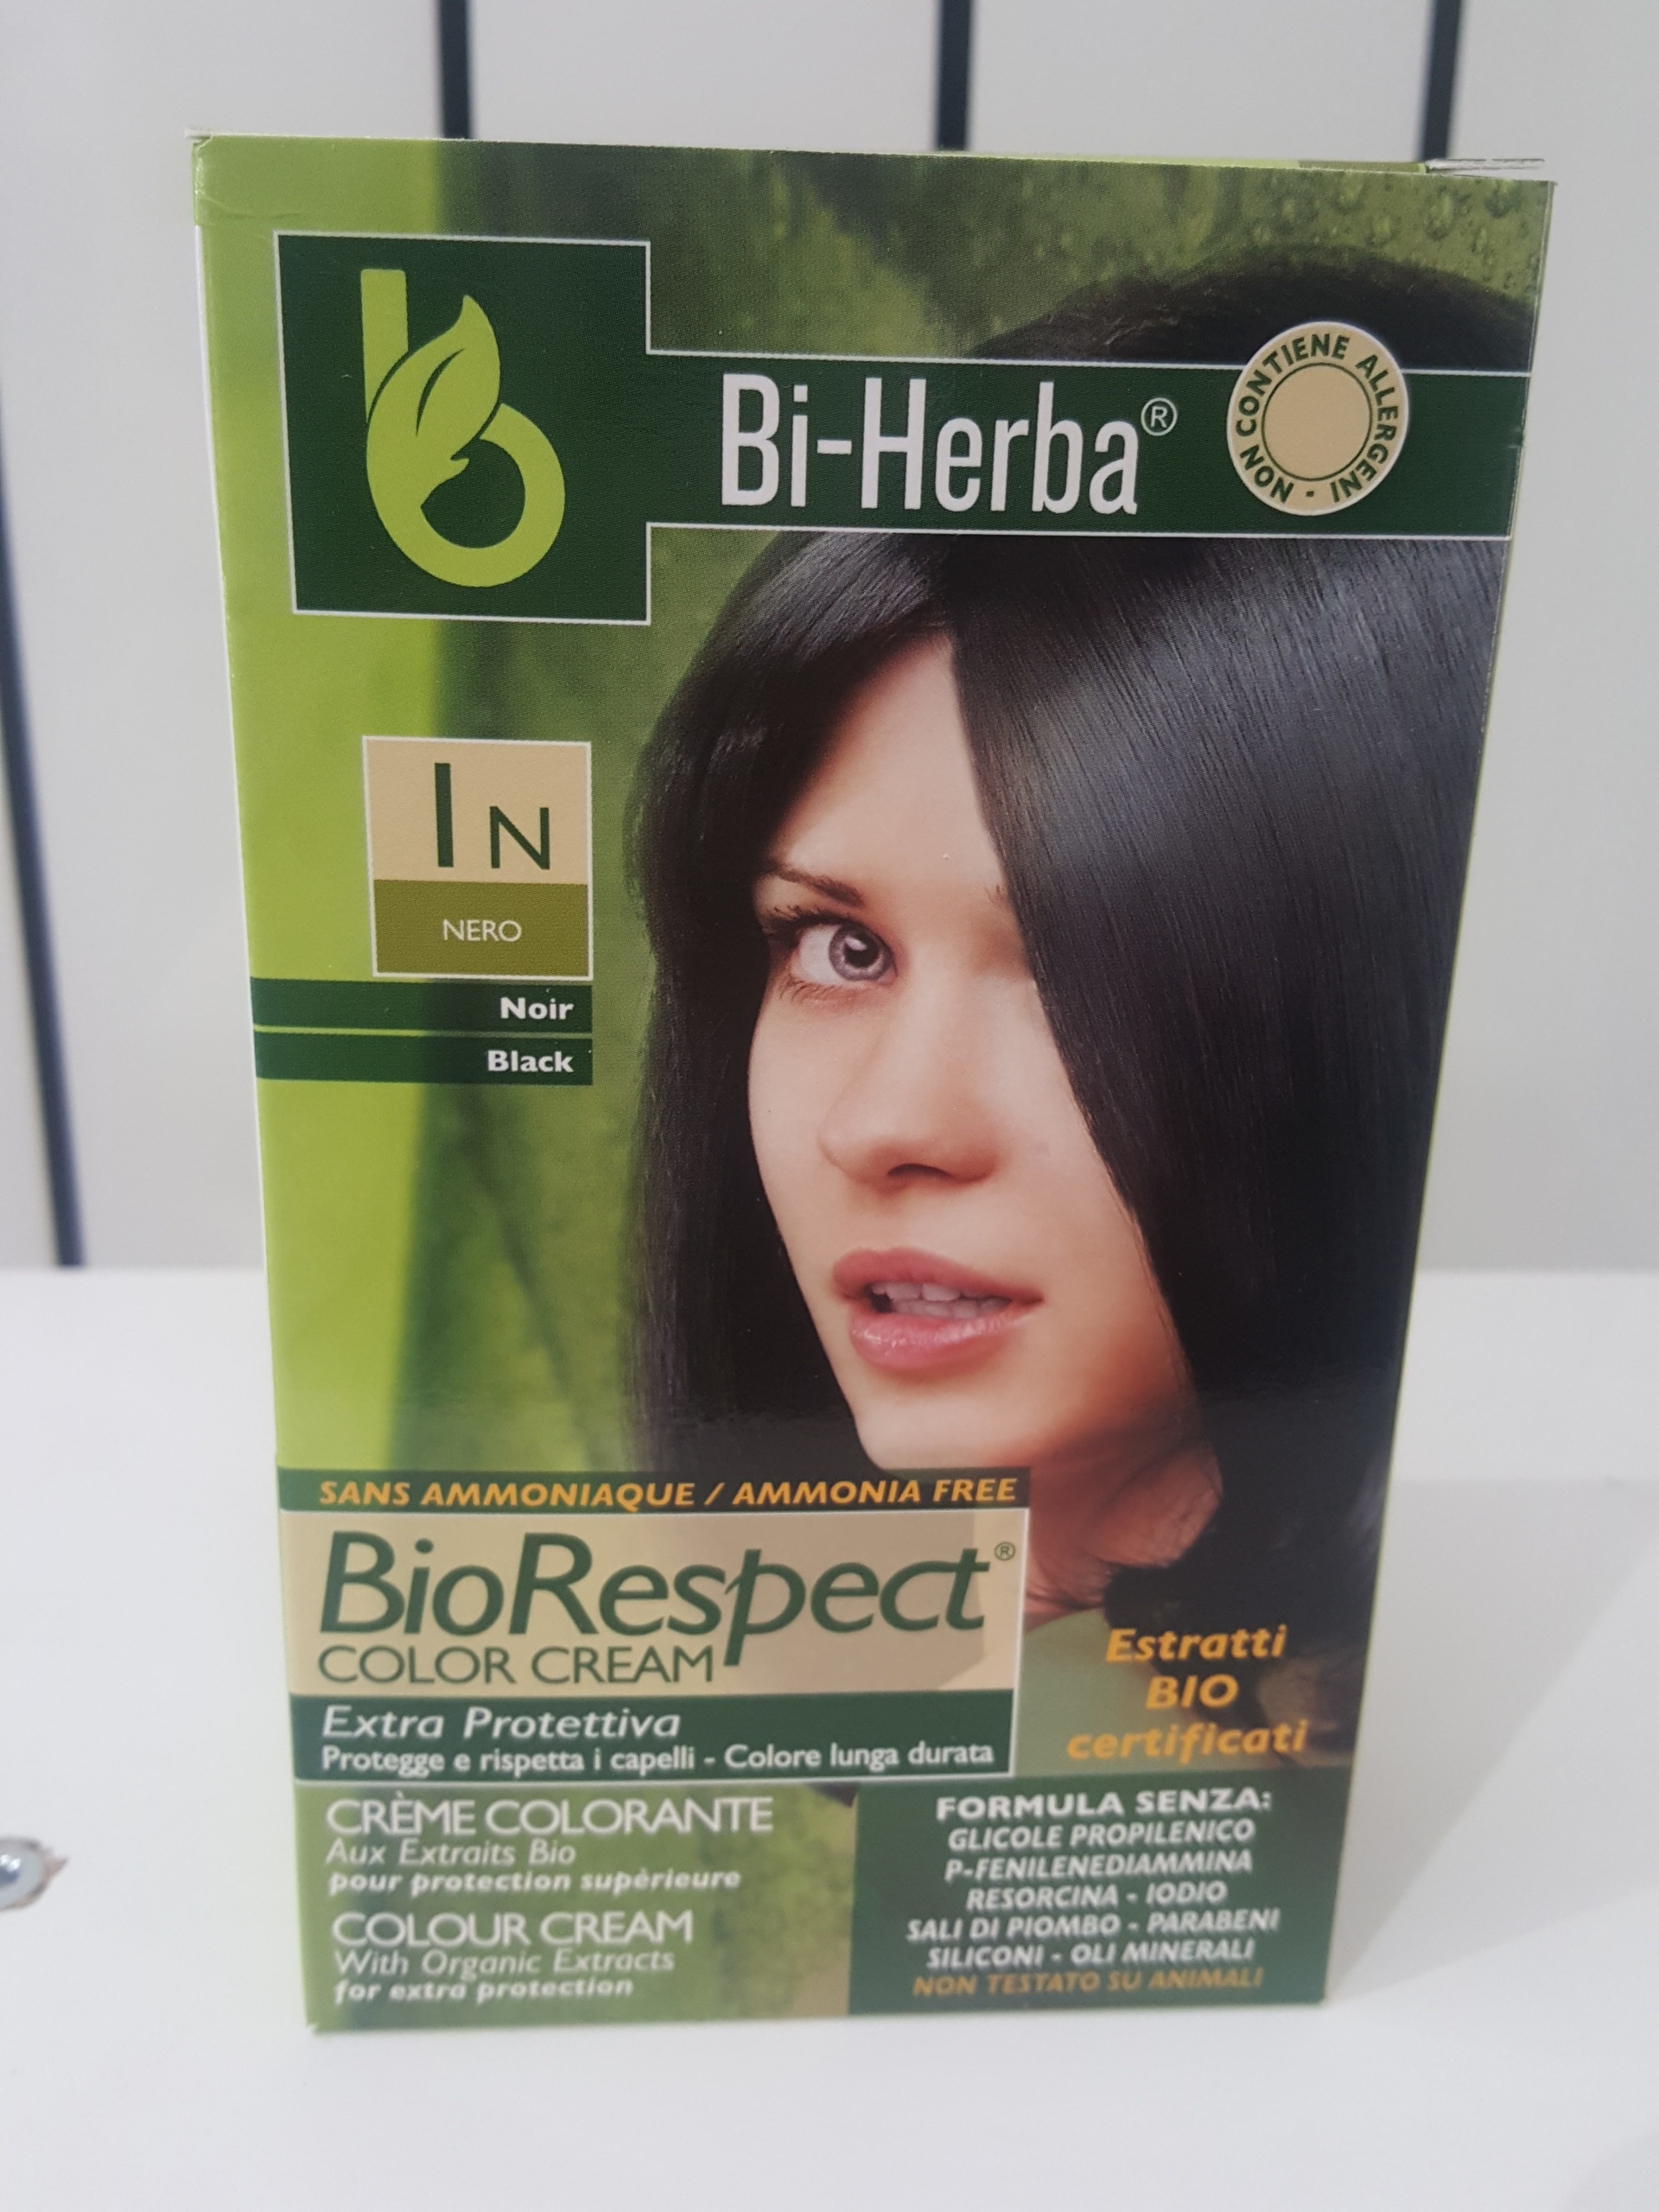 Bi-Herba®
NON CONTIENE ALLERGENI
1N
NERO
Noir
Black
SANS AMMONIAQUE / AMMONIA FREE
BioRespect®
COLOR CREAM
Extra Protettiva
Protegge e rispetta i capelli - Colore lunga durata
Estratti
BIO
certificati
CRÈME COLORANTE
Aux Extraits Bio
pour protection supèrieure
COLOUR CREAM
With Organic Extracts
for extra protection
FORMULA SENZA:
GLICOLE PROPILENICO
P-FENILENEDIAMMINA
RESORCINA - IODIO
SALI DI PIOMBO - PARABENI
SILICONI - OLI MINERALI
NON TESTATO SU ANIMALI